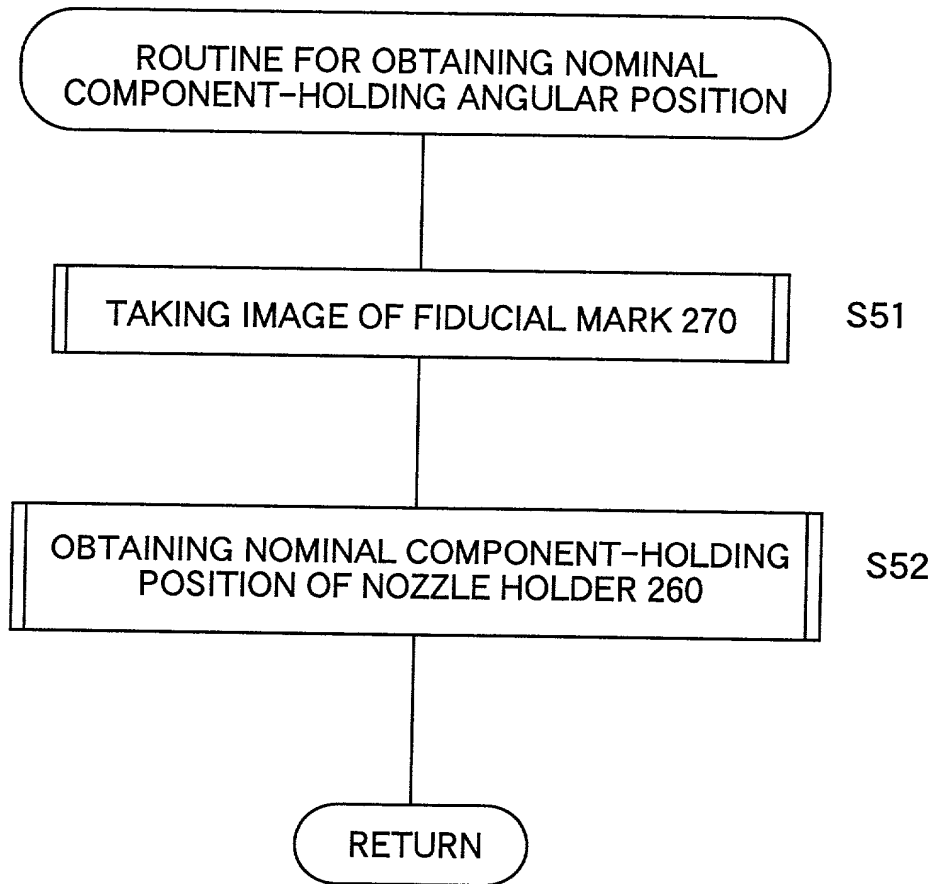 ROUTINE FOR OBTAINING NOMINAL
COMPONENT-HOLDING ANGULAR POSITION
TAKING IMAGE OF FIDUCIAL MARK 270
S51
OBTAINING NOMINAL COMPONENT-HOLDING
POSITION OF NOZZLE HOLDER 260
S52
RETURN